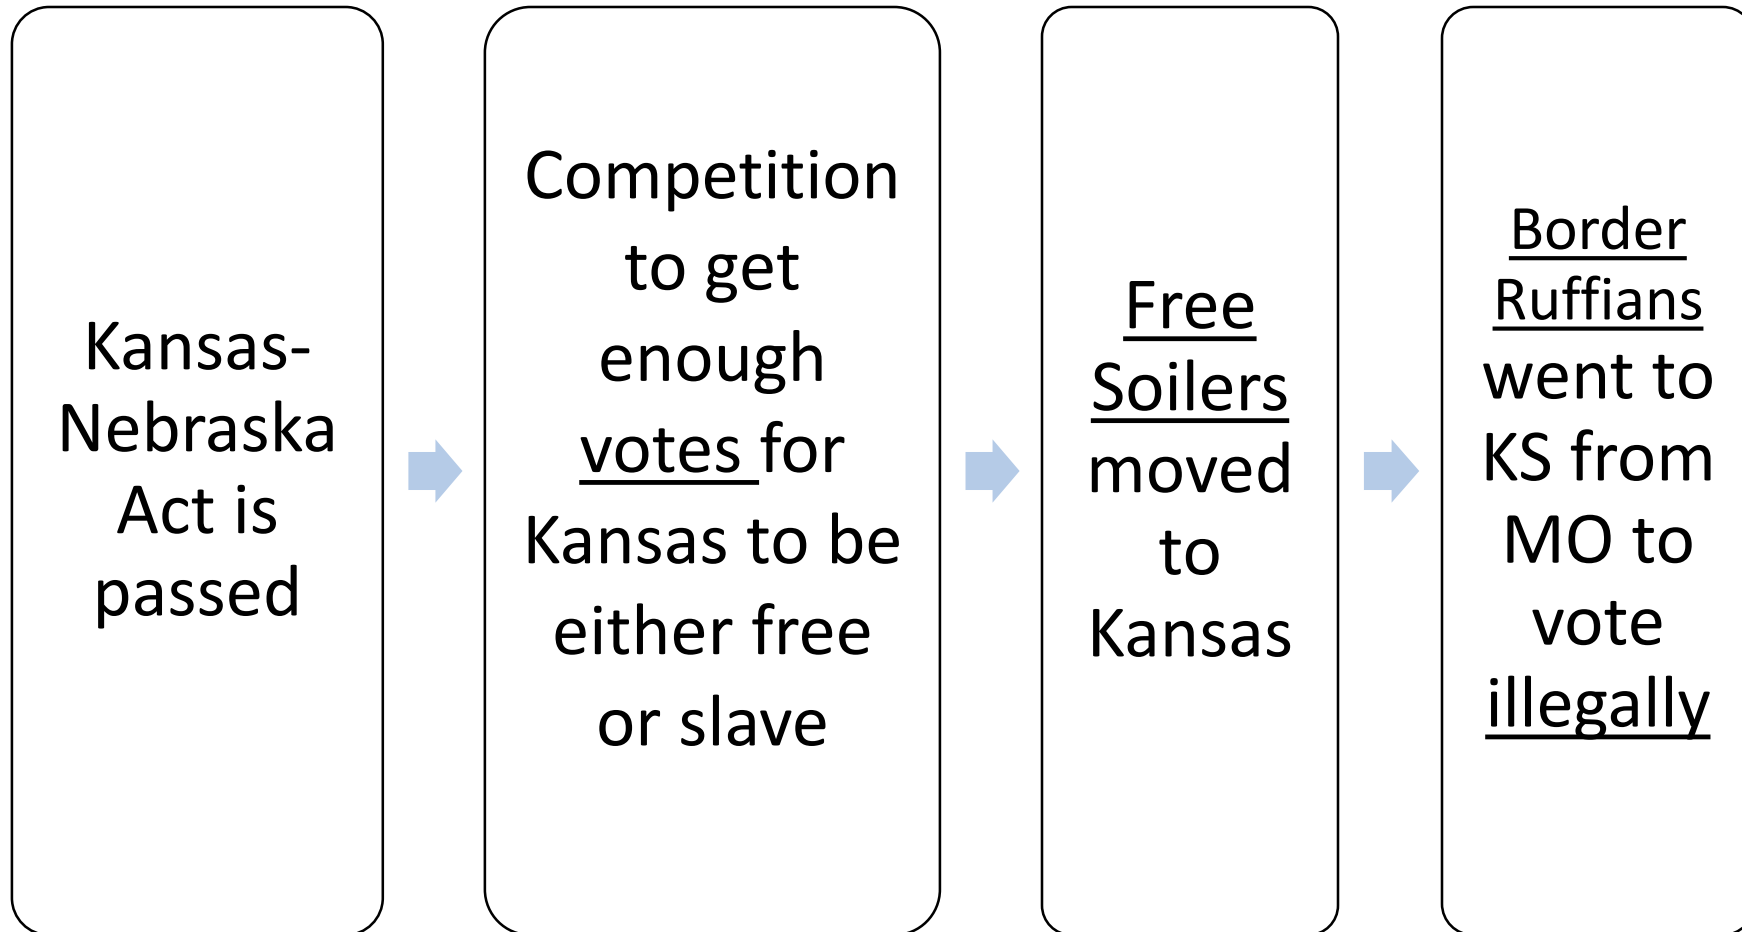 Kansas-
Nebraska
Act is
passed
Competition
to get
enough
votes for
Kansas to be
either free
or slave
Free
Soilers
moved
to
Kansas
Border
Ruffians
went to
KS from
MO to
vote
illegally